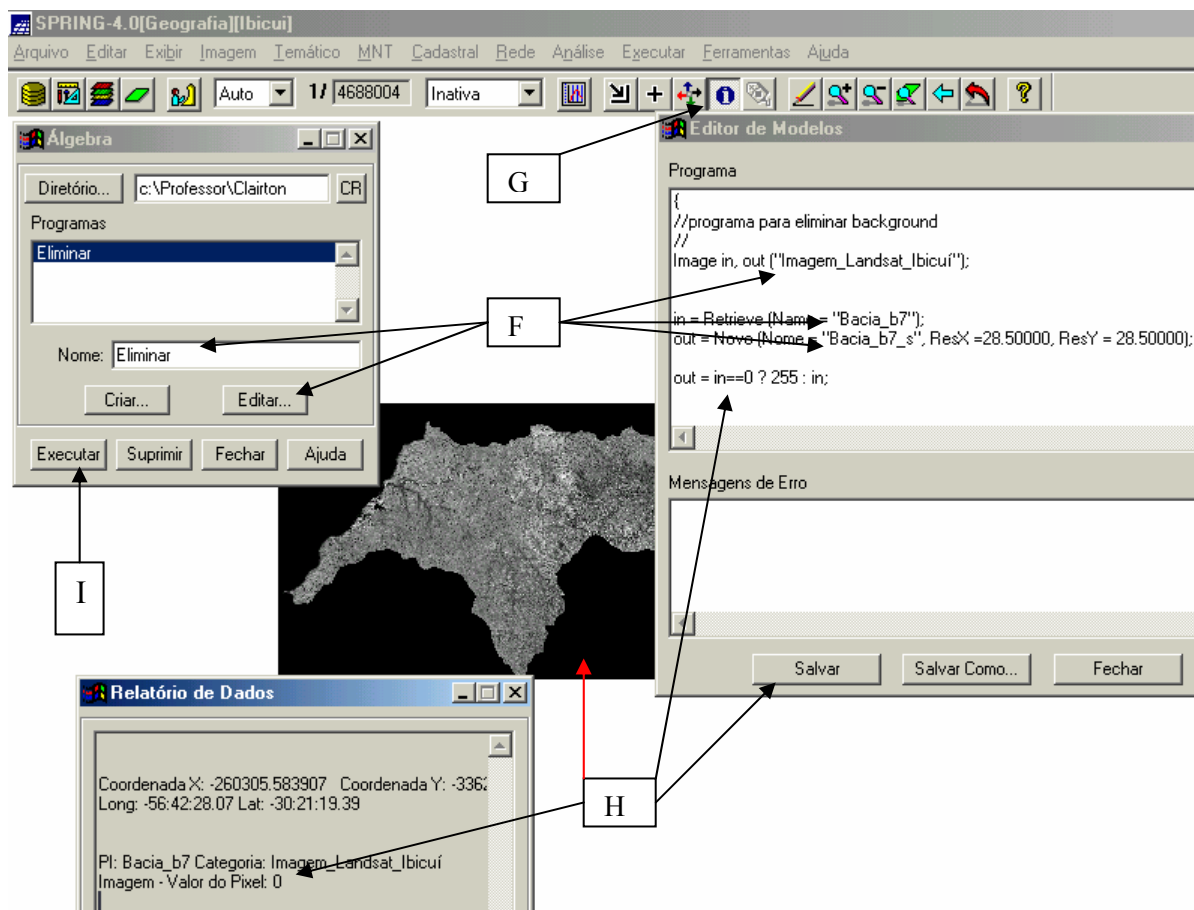 SPRING-4.0[Geografia][Ibicui]
Arquivo Editar Exibir Imagem Temático MNT Cadastral Rede Análise Executar Ferramentas Ajuda
Auto 1/ 4688004 Inativa
Álgebra
Diretório... c:\Professor\Clairton CR
Programas
Eliminar
Nome: Eliminar
Criar... Editar...
Executar Suprimir Fechar Ajuda
G
F
I
H
Editor de Modelos
Programa
{
//programa para eliminar background
//
Image in, out ("Imagem_Landsat_Ibicuí");
in = Retrieve (Name = "Bacia_b7");
out = Novo (Nome = "Bacia_b7_s", ResX =28.50000, ResY = 28.50000);
out = in==0 ? 255 : in;
Mensagens de Erro
Salvar Salvar Como... Fechar
Relatório de Dados
Coordenada X: -260305.583907 Coordenada Y: -3362
Long: -56:42:28.07 Lat: -30:21:19.39
PI: Bacia_b7 Categoria: Imagem_Landsat_Ibicuí
Imagem - Valor do Pixel: 0